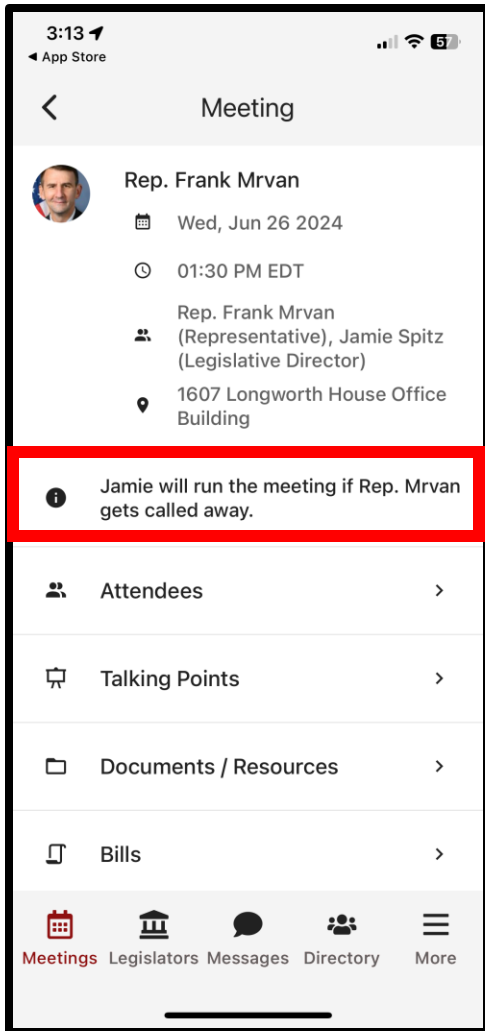 3:13
◀ App Store
57
Meeting
Rep. Frank Mrvan
Wed, Jun 26 2024
01:30 PM EDT
Rep. Frank Mrvan
(Representative), Jamie Spitz
(Legislative Director)
1607 Longworth House Office
Building
Jamie will run the meeting if Rep. Mrvan
gets called away.
Attendees
Talking Points
Documents / Resources
Bills
Meetings Legislators Messages Directory More